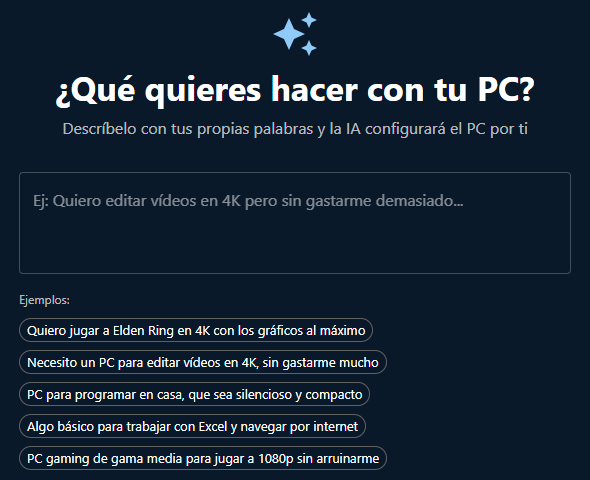 ¿Qué quieres hacer con tu PC?
Descríbelo con tus propias palabras y la IA configurará el PC por ti
Ej: Quiero editar vídeos en 4K pero sin gastarme demasiado...
Ejemplos:
Quiero jugar a Elden Ring en 4K con los gráficos al máximo
Necesito un PC para editar vídeos en 4K, sin gastarme mucho
PC para programar en casa, que sea silencioso y compacto
Algo básico para trabajar con Excel y navegar por internet
PC gaming de gama media para jugar a 1080p sin arruinarme